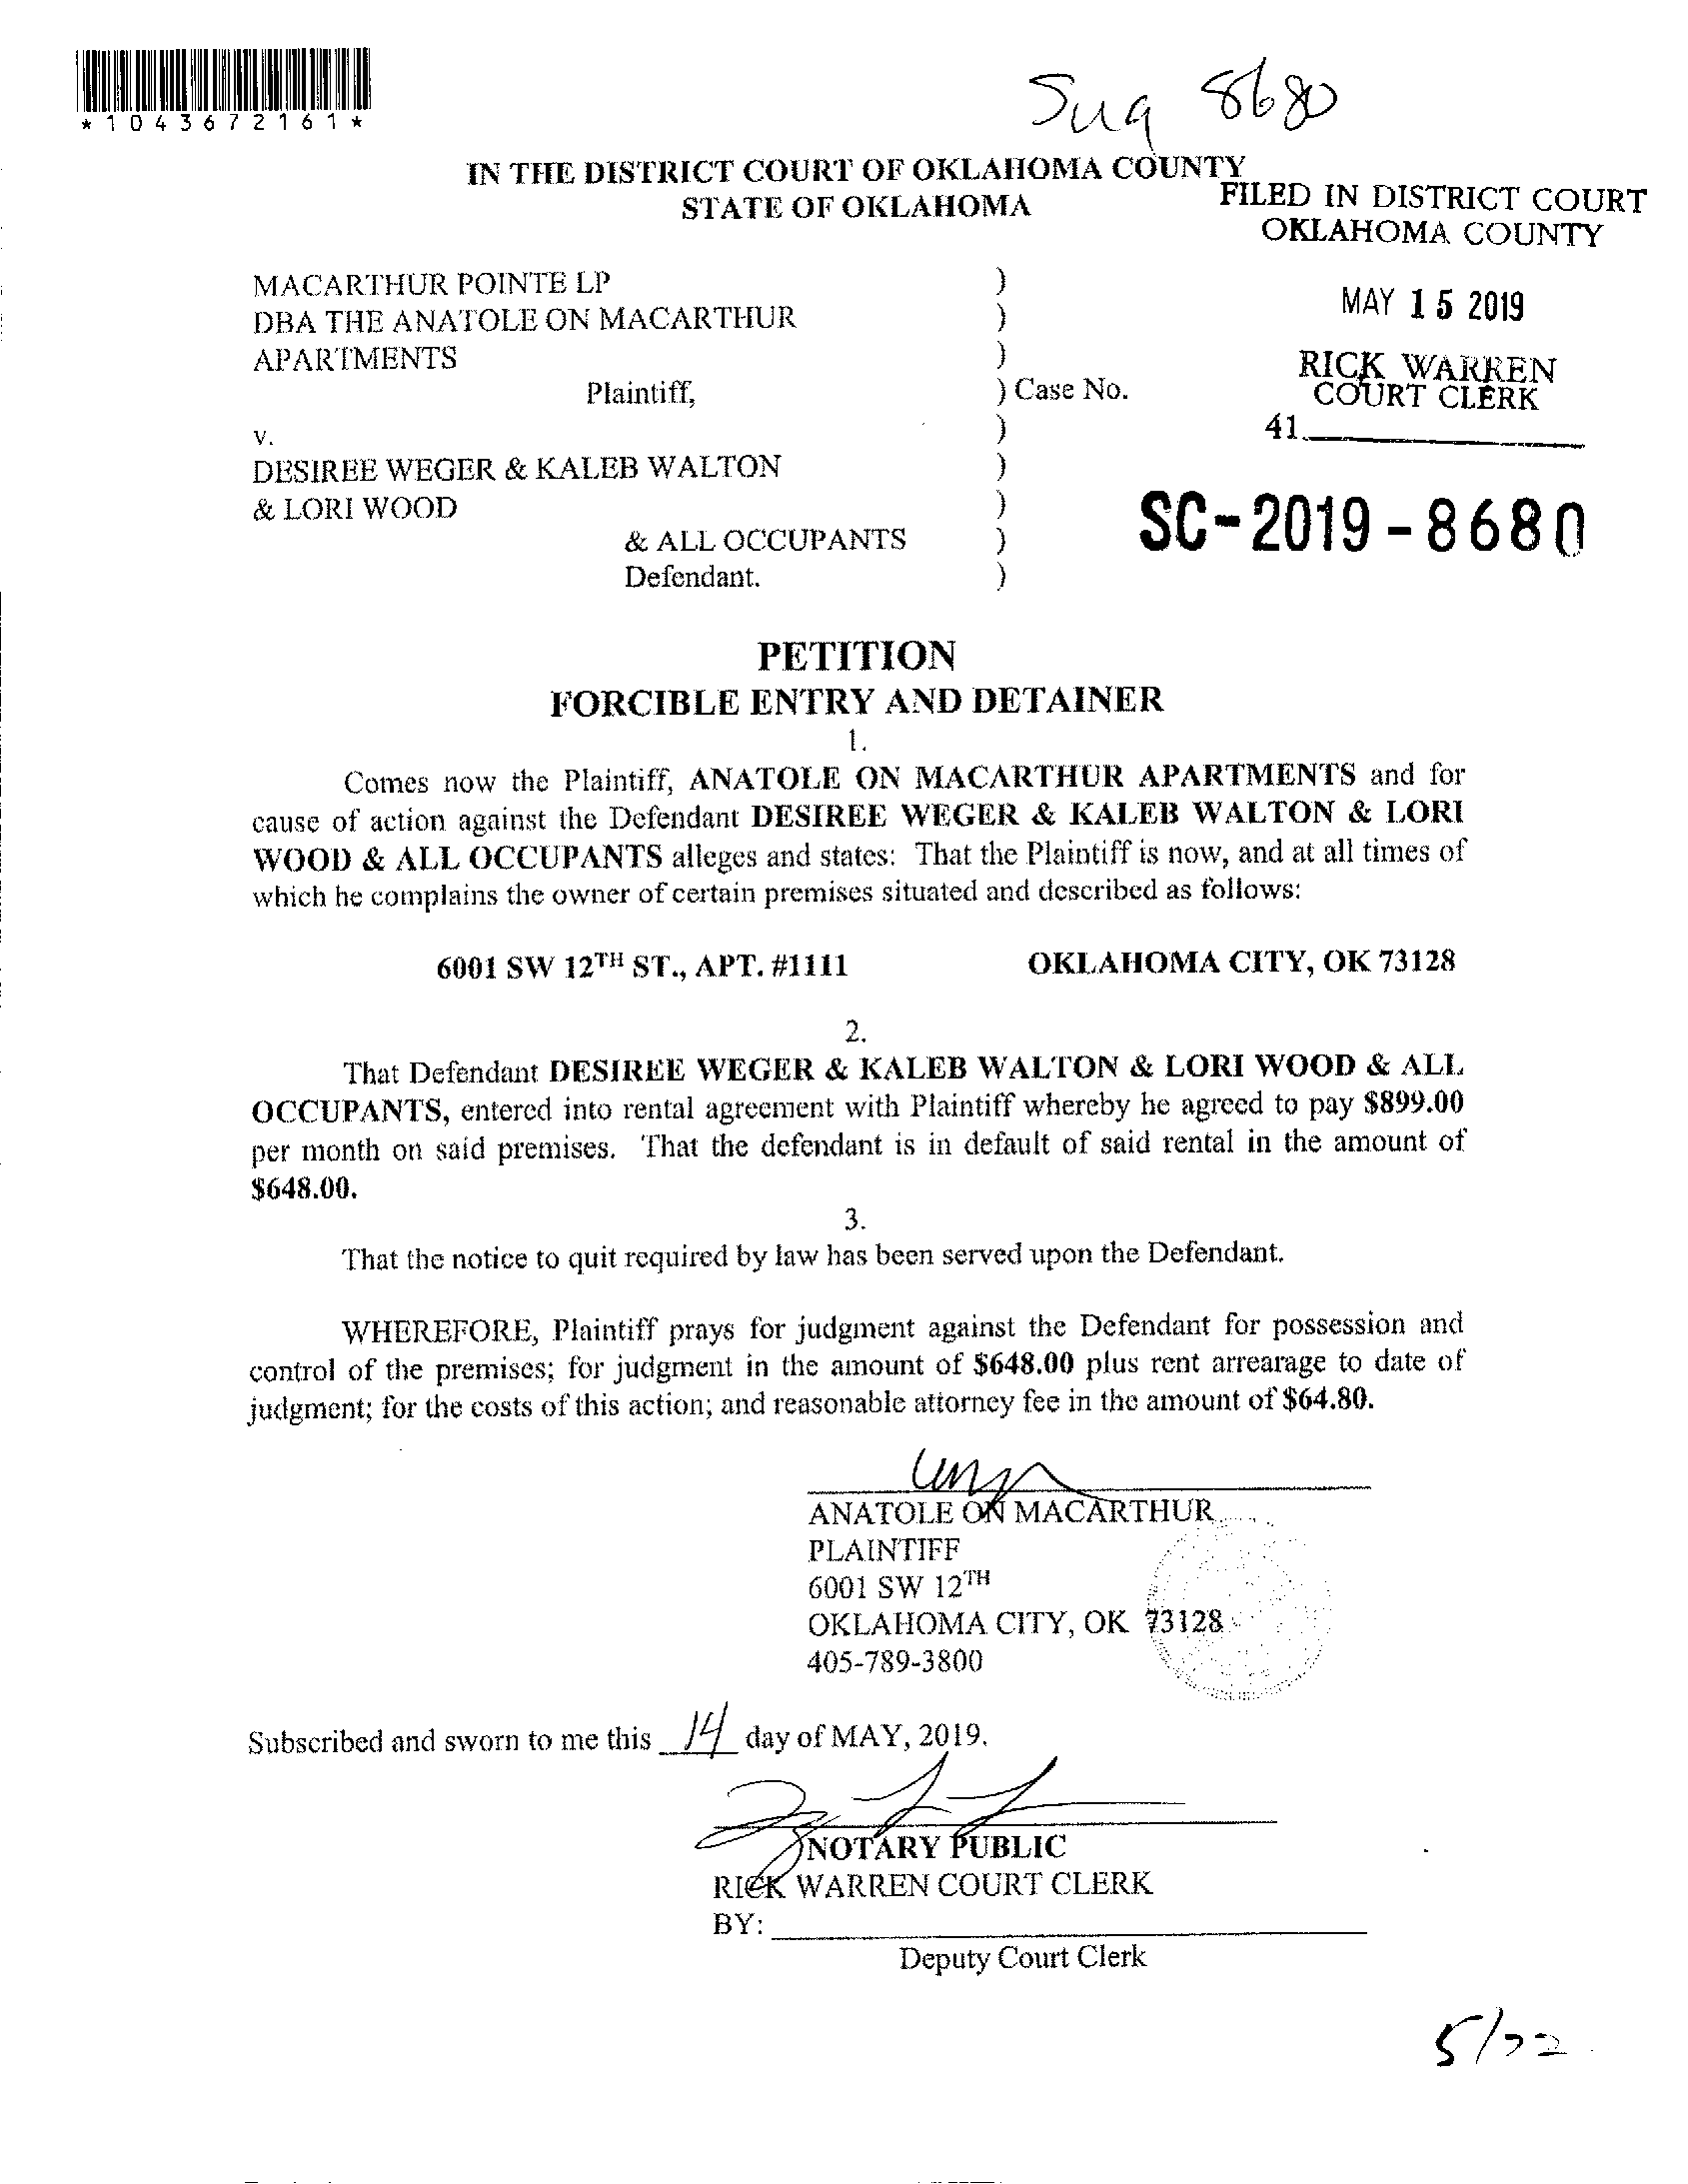 *1043672161*
8680
IN THE DISTRICT COURT OF OKLAHOMA COUNTY
STATE OF OKLAHOMA
FILED IN DISTRICT COURT
OKLAHOMA COUNTY
MAY 15 2019
RICK WARREN
COURT CLERK
41
MACARTHUR POINTE LP )
DBA THE ANATOLE ON MACARTHUR )
APARTMENTS )
Plaintiff, ) Case No.
v. )
DESIREE WEGER & KALEB WALTON )
& LORI WOOD )
& ALL OCCUPANTS )
Defendant. )
SC-2019-8680
PETITION
FORCIBLE ENTRY AND DETAINER
1.
Comes now the Plaintiff, ANATOLE ON MACARTHUR APARTMENTS and for
cause of action against the Defendant DESIREE WEGER & KALEB WALTON & LORI
WOOD & ALL OCCUPANTS alleges and states: That the Plaintiff is now, and at all times of
which he complains the owner of certain premises situated and described as follows:
6001 SW 12TH ST., APT. #1111 OKLAHOMA CITY, OK 73128
2.
That Defendant DESIREE WEGER & KALEB WALTON & LORI WOOD & ALL
OCCUPANTS, entered into rental agreement with Plaintiff whereby he agreed to pay $899.00
per month on said premises. That the defendant is in default of said rental in the amount of
$648.00.
3.
That the notice to quit required by law has been served upon the Defendant.
WHEREFORE, Plaintiff prays for judgment against the Defendant for possession and
control of the premises; for judgment in the amount of $648.00 plus rent arrearage to date of
judgment; for the costs of this action; and reasonable attorney fee in the amount of $64.80.
ANATOLE ON MACARTHUR
PLAINTIFF
6001 SW 12TH
OKLAHOMA CITY, OK 73128
405-789-3800
Subscribed and sworn to me this 14 day of MAY, 2019.
NOTARY PUBLIC
RICK WARREN COURT CLERK
BY:
Deputy Court Clerk
5/22